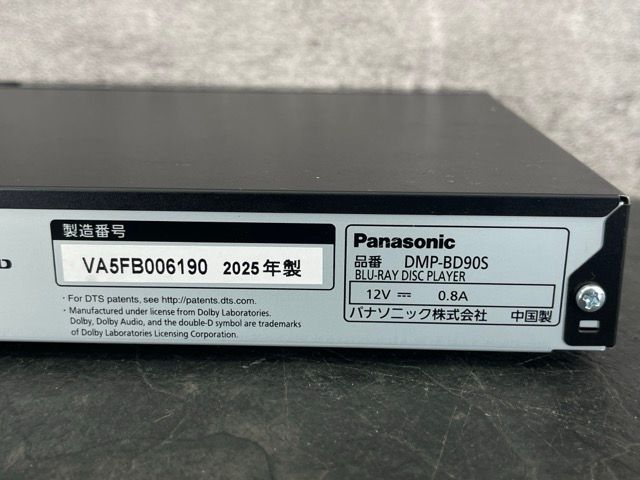 製造番号
VA5FB006190 2025年製
· For DTS patents, see http://patents.dts.com.
· Manufactured under license from Dolby Laboratories.
Dolby, Dolby Audio, and the double-D symbol are trademarks
of Dolby Laboratories Licensing Corporation.
Panasonic
品番 DMP-BD90S
BLU-RAY DISC PLAYER
12V ⎓ 0.8A
パナソニック株式会社 中国製